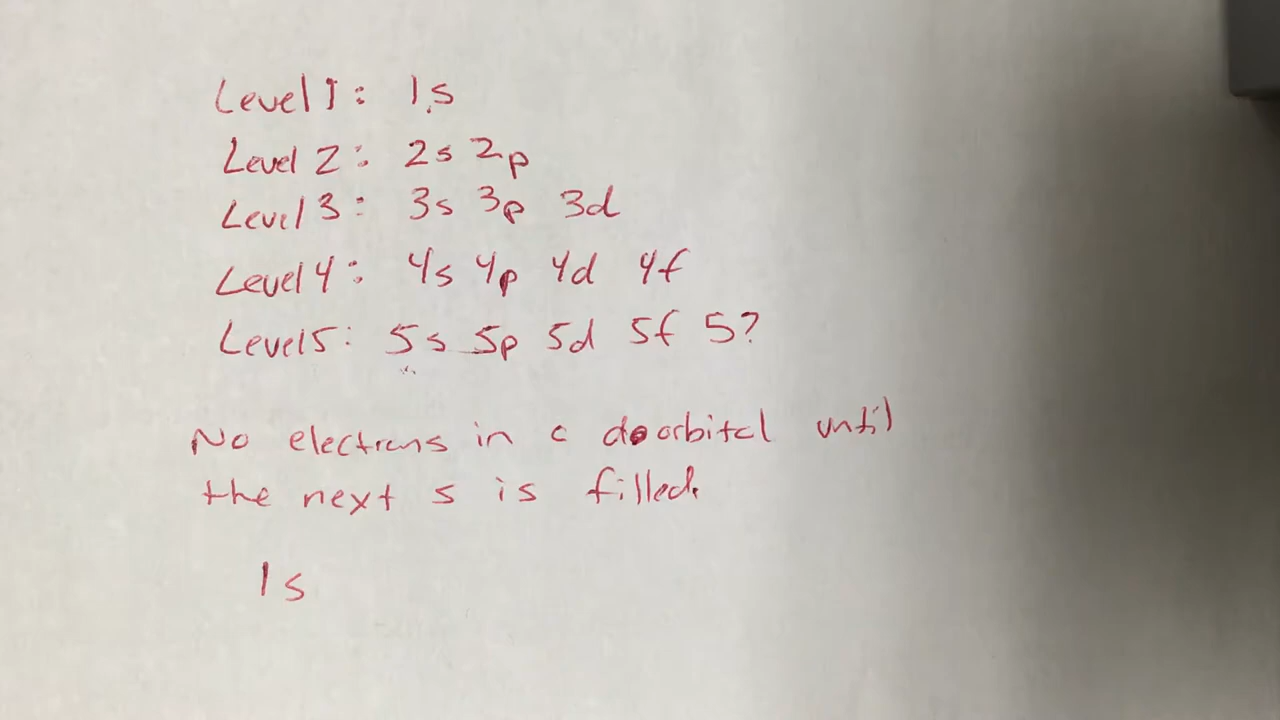 Level 1: 1s
Level 2: 2s 2p
Level 3: 3s 3p 3d
Level 4: 4s 4p 4d 4f
Level 5: 5s 5p 5d 5f 5?
No electrons in a d orbital until
the next s is filled.
1s